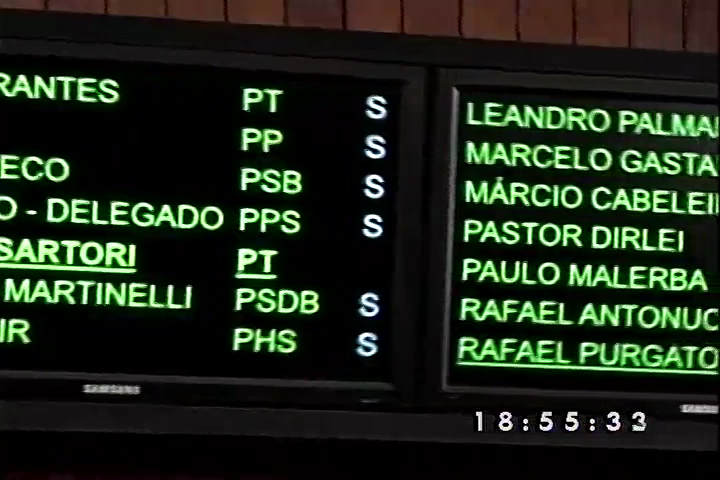 RANTES PT S
PP S
ECO PSB S
O - DELEGADO PPS S
SARTORI PT
MARTINELLI PSDB S
IR PHS S
SAMSUNG
LEANDRO PALMA
MARCELO GASTA
MÁRCIO CABELEI
PASTOR DIRLEI
PAULO MALERBA
RAFAEL ANTONUC
RAFAEL PURGATO
18:55:33